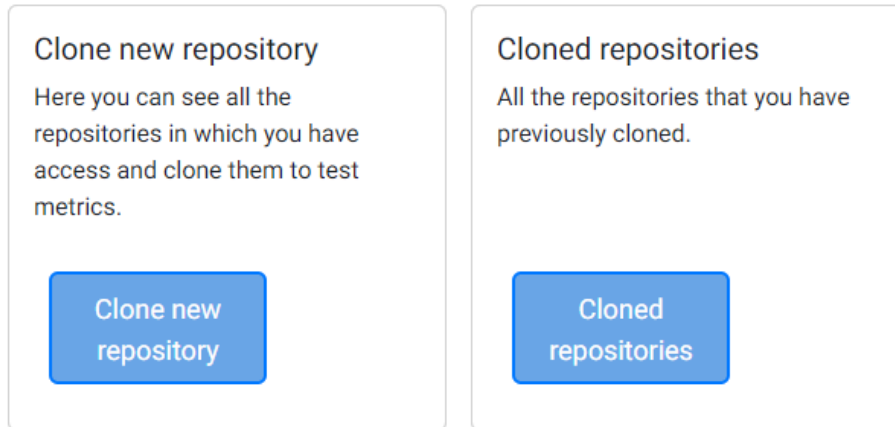 Clone new repository
Here you can see all the
repositories in which you have
access and clone them to test
metrics.
Clone new
repository
Cloned repositories
All the repositories that you have
previously cloned.
Cloned
repositories